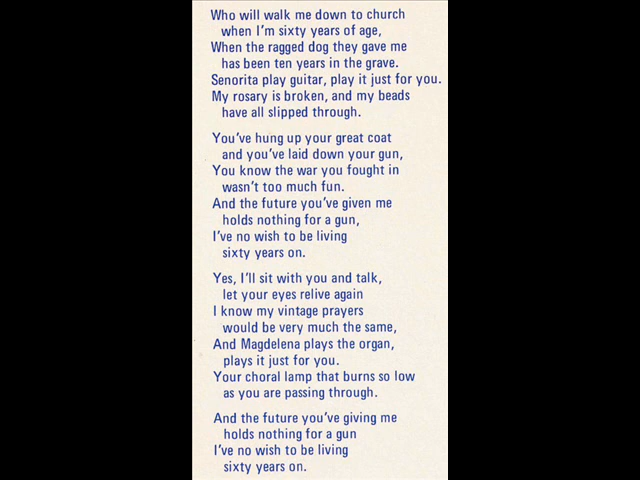 Who will walk me down to church
when I'm sixty years of age,
When the ragged dog they gave me
has been ten years in the grave.
Senorita play guitar, play it just for you.
My rosary is broken, and my beads
have all slipped through.
You've hung up your great coat
and you've laid down your gun,
You know the war you fought in
wasn't too much fun.
And the future you've given me
holds nothing for a gun,
I've no wish to be living
sixty years on.
Yes, I'll sit with you and talk,
let your eyes relive again
I know my vintage prayers
would be very much the same,
And Magdelena plays the organ,
plays it just for you.
Your choral lamp that burns so low
as you are passing through.
And the future you've giving me
holds nothing for a gun
I've no wish to be living
sixty years on.